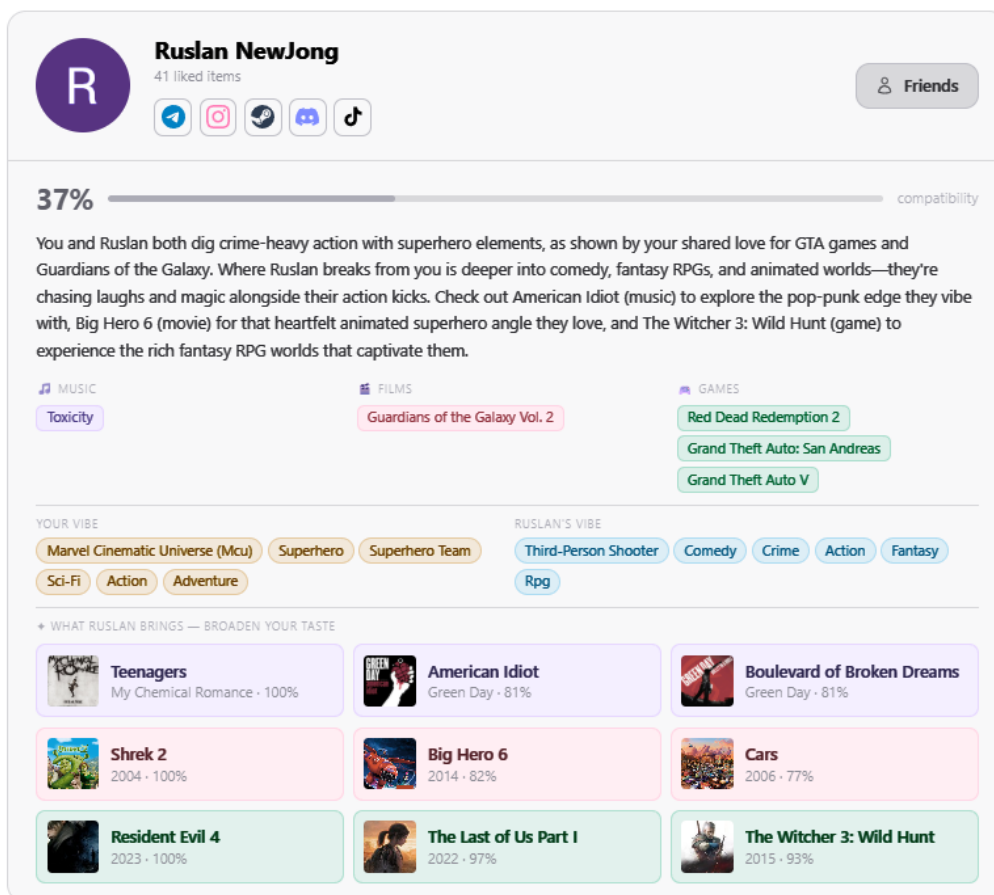 R
Ruslan NewJong
41 liked items
Friends
37%
compatibility
You and Ruslan both dig crime-heavy action with superhero elements, as shown by your shared love for GTA games and
Guardians of the Galaxy. Where Ruslan breaks from you is deeper into comedy, fantasy RPGs, and animated worlds—they're
chasing laughs and magic alongside their action kicks. Check out American Idiot (music) to explore the pop-punk edge they vibe
with, Big Hero 6 (movie) for that heartfelt animated superhero angle they love, and The Witcher 3: Wild Hunt (game) to
experience the rich fantasy RPG worlds that captivate them.
MUSIC
Toxicity
FILMS
Guardians of the Galaxy Vol. 2
GAMES
Red Dead Redemption 2
Grand Theft Auto: San Andreas
Grand Theft Auto V
YOUR VIBE
Marvel Cinematic Universe (Mcu) Superhero Superhero Team
Sci-Fi Action Adventure
RUSLAN'S VIBE
Third-Person Shooter Comedy Crime Action Fantasy
Rpg
✦ WHAT RUSLAN BRINGS — BROADEN YOUR TASTE
Teenagers
My Chemical Romance · 100%
GREEN DAY
American Idiot
Green Day · 81%
GREEN DAY
Boulevard of Broken Dreams
Green Day · 81%
Shrek 2
2004 · 100%
Big Hero 6
2014 · 82%
Cars
2006 · 77%
Resident Evil 4
2023 · 100%
The Last of Us Part I
2022 · 97%
The Witcher 3: Wild Hunt
2015 · 93%